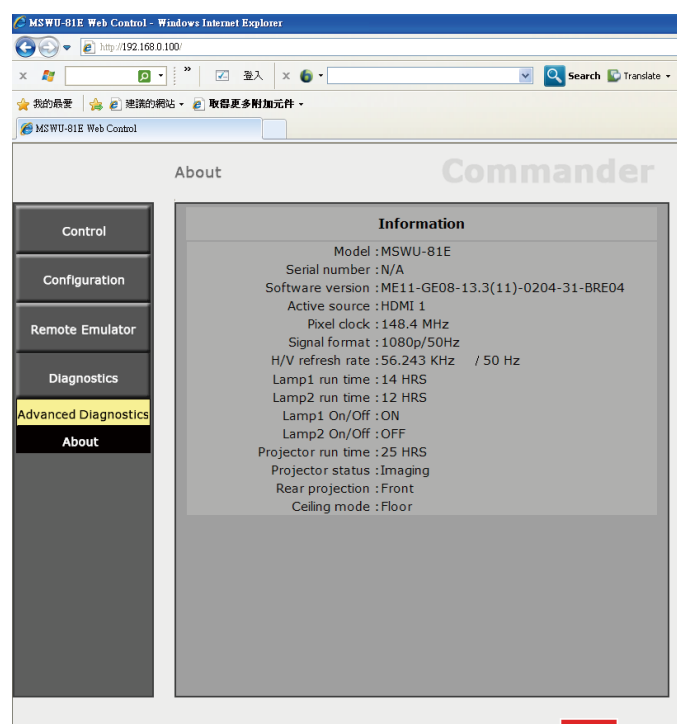 MSWU-81E Web Control - Windows Internet Explorer
http://192.168.0.100/
x » 登入 x Search Translate
我的最愛 建議的網站 取得更多附加元件
MSWU-81E Web Control
About Commander
Control
Configuration
Remote Emulator
Diagnostics
Advanced Diagnostics
About
Information
Model :MSWU-81E
Serial number :N/A
Software version :ME11-GE08-13.3(11)-0204-31-BRE04
Active source :HDMI 1
Pixel clock :148.4 MHz
Signal format :1080p/50Hz
H/V refresh rate :56.243 KHz / 50 Hz
Lamp1 run time :14 HRS
Lamp2 run time :12 HRS
Lamp1 On/Off :ON
Lamp2 On/Off :OFF
Projector run time :25 HRS
Projector status :Imaging
Rear projection :Front
Ceiling mode :Floor